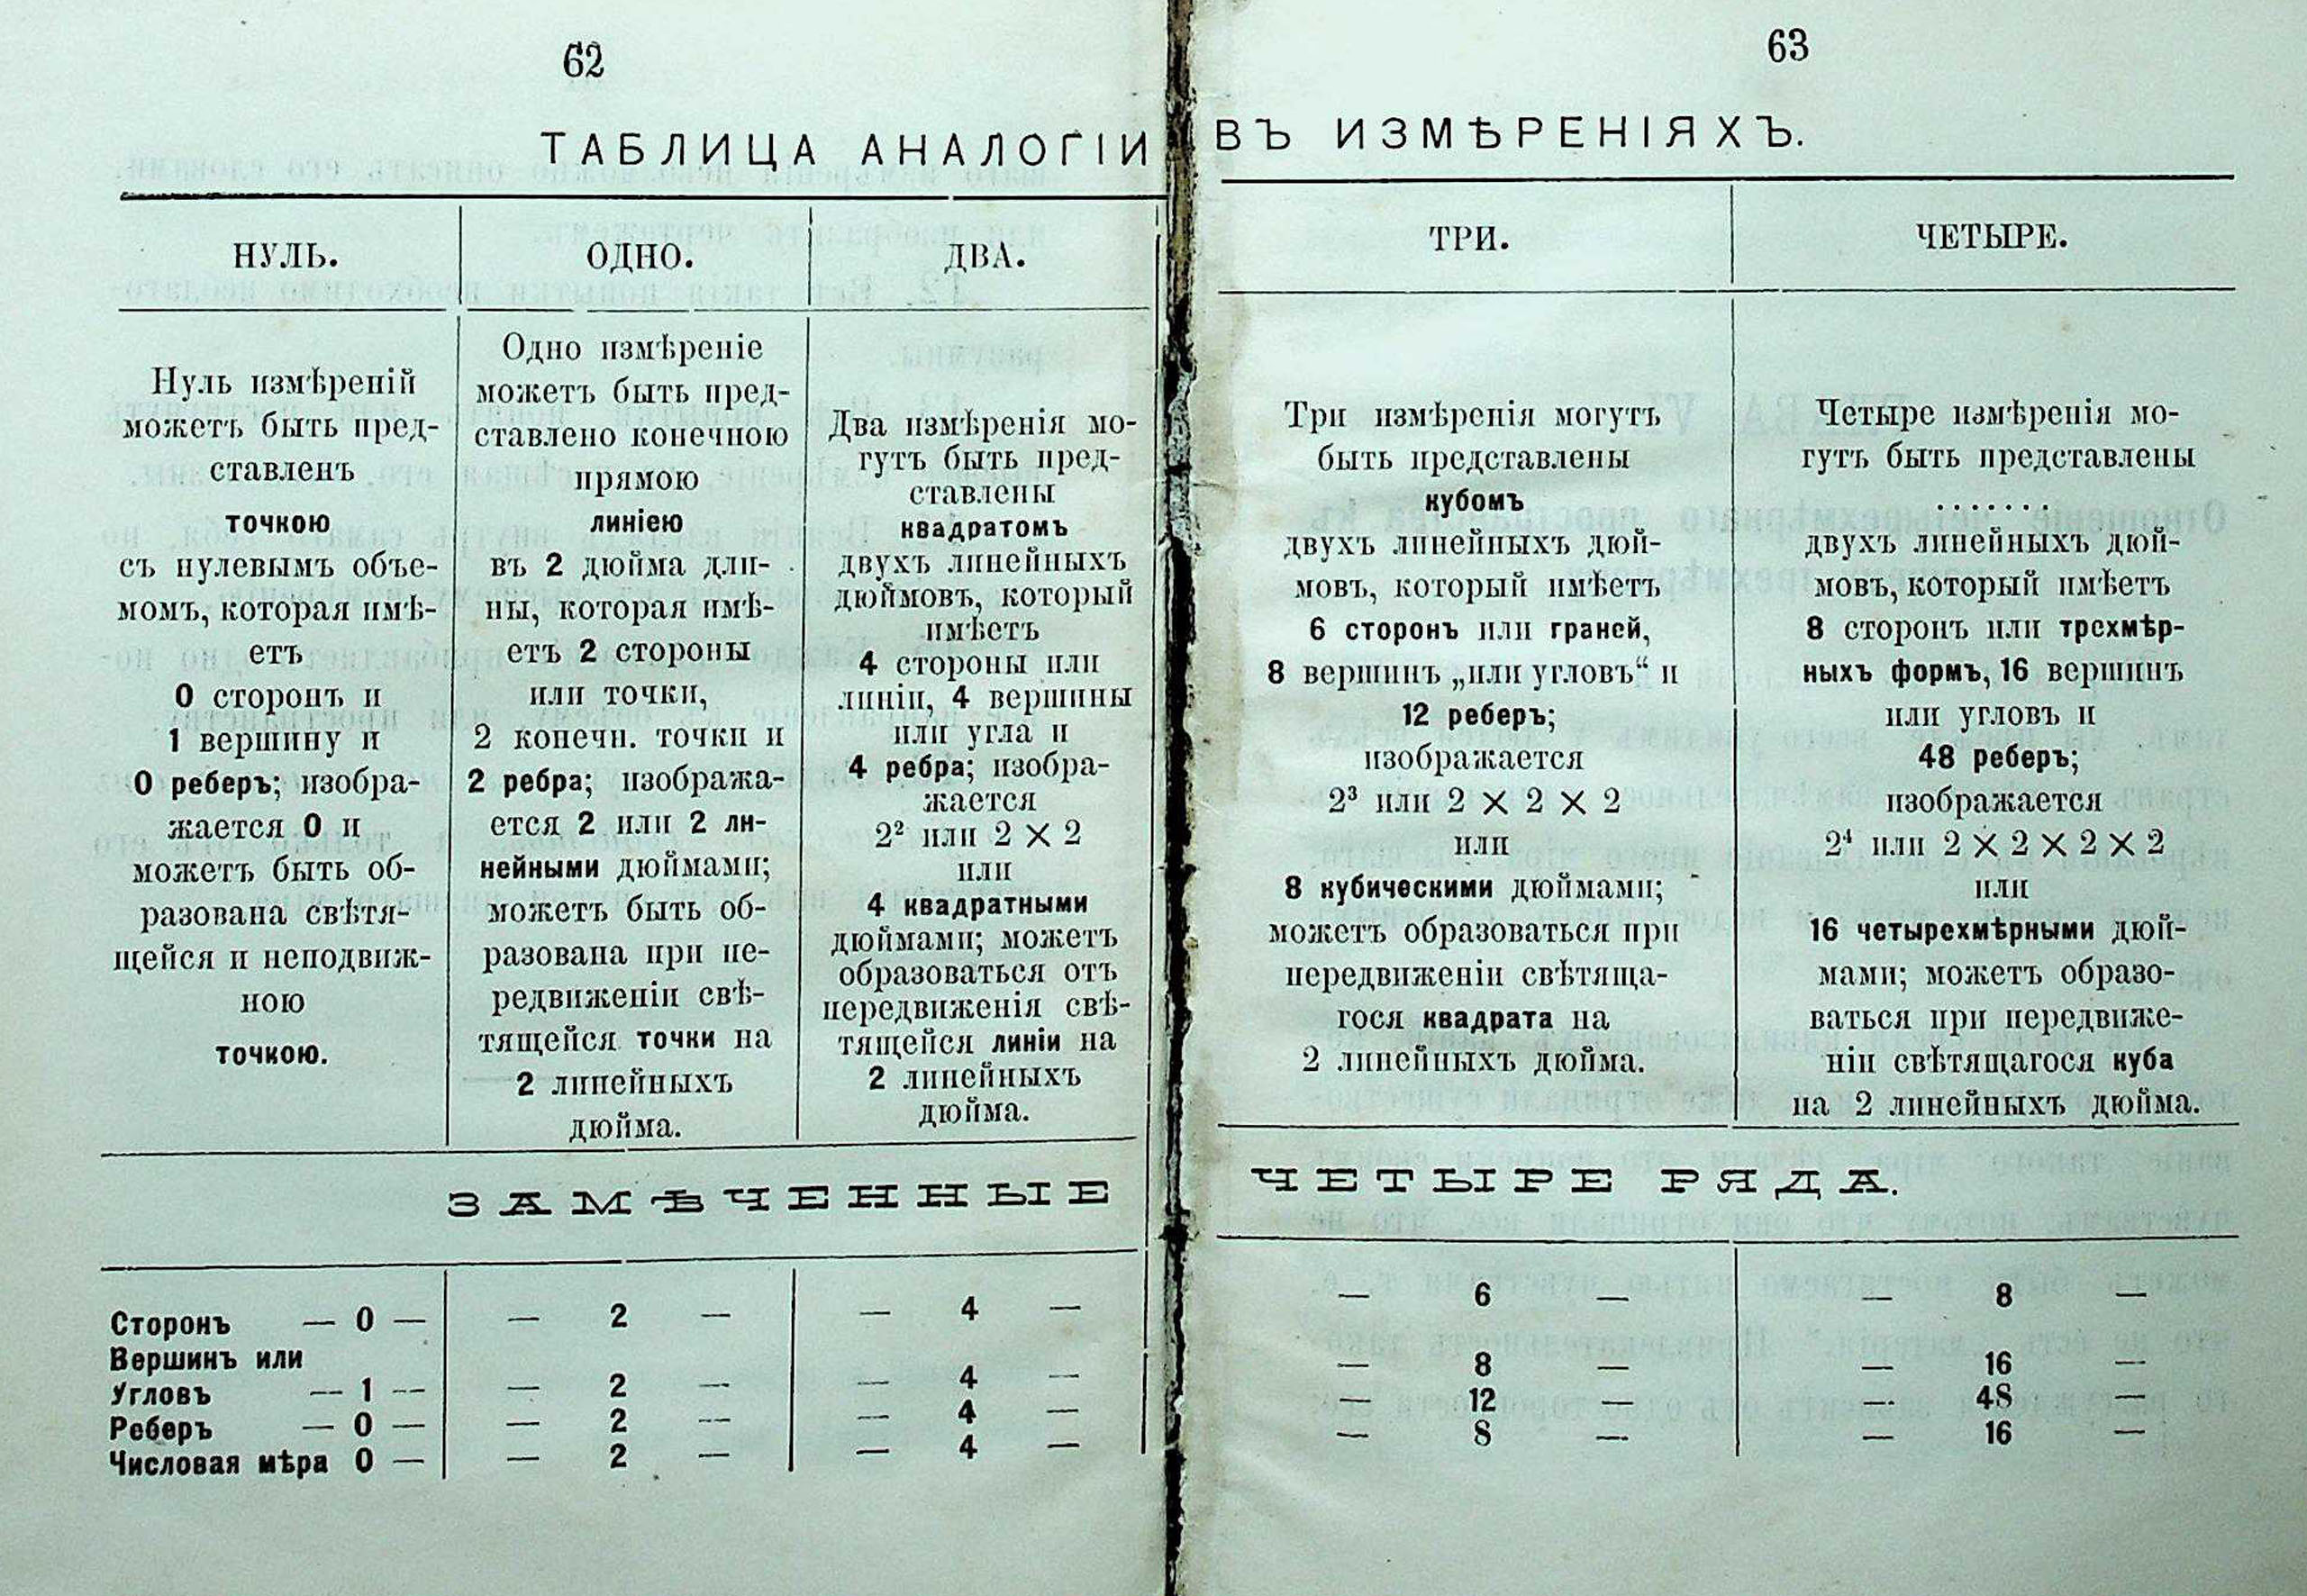 62
63
ТАБЛИЦА АНАЛОГІИ ВЪ ИЗМѢРЕНІЯХЪ.
НУЛЬ.
Нуль измѣреній
можетъ быть пред-
ставленъ
точкою
съ нулевымъ объе-
момъ, которая имѣ-
етъ
0 сторонъ и
1 вершину и
0 реберъ; изобра-
жается 0 и
можетъ быть об-
разована свѣтя-
щейся и неподвиж-
ною
точкою.
ОДНО.
Одно измѣреніе
можетъ быть пред-
ставлено конечною
прямою
линіею
въ 2 дюйма дли-
ны, которая имѣ-
етъ 2 стороны
или точки,
2 конечн. точки и
2 ребра; изобража-
ется 2 или 2 ли-
нейными дюймами;
можетъ быть об-
разована при пе-
редвиженіи свѣ-
тящейся точки на
2 линейныхъ
дюйма.
ДВА.
Два измѣренія мо-
гутъ быть пред-
ставлены
квадратомъ
двухъ линейныхъ
дюймовъ, который
имѣетъ
4 стороны или
линіи, 4 вершины
или угла и
4 ребра; изобра-
жается
2² или 2 × 2
или
4 квадратными
дюймами; можетъ
образоваться отъ
передвиженія свѣ-
тящейся линіи на
2 линейныхъ
дюйма.
ТРИ.
Три измѣренія могутъ
быть представлены
кубомъ
двухъ линейныхъ дюй-
мовъ, который имѣетъ
6 сторонъ или граней,
8 вершинъ „или угловъ“ и
12 реберъ;
изображается
2³ или 2 × 2 × 2
или
8 кубическими дюймами;
можетъ образоваться при
передвиженіи свѣтяща-
гося квадрата на
2 линейныхъ дюйма.
ЧЕТЫРЕ.
Четыре измѣренія мо-
гутъ быть представлены
.......
двухъ линейныхъ дюй-
мовъ, который имѣетъ
8 сторонъ или трехмѣр-
ныхъ формъ, 16 вершинъ
или угловъ и
48 реберъ;
изображается
2⁴ или 2 × 2 × 2 × 2
или
16 четырехмѣрными дюй-
мами; можетъ образо-
ваться при передвиже-
ніи свѣтящагося куба
на 2 линейныхъ дюйма.
ЗАМѢЧЕННЫЕ ЧЕТЫРЕ РЯДА.
Сторонъ — 0 — — 2 — — 4 — — 6 — — 8 —
Вершинъ или
Угловъ — 1 — — 2 — — 4 — — 8 — — 16 —
Реберъ — 0 — — 2 — — 4 — — 12 — — 48 —
Числовая мѣра 0 — — 2 — — 4 — — 8 — — 16 —